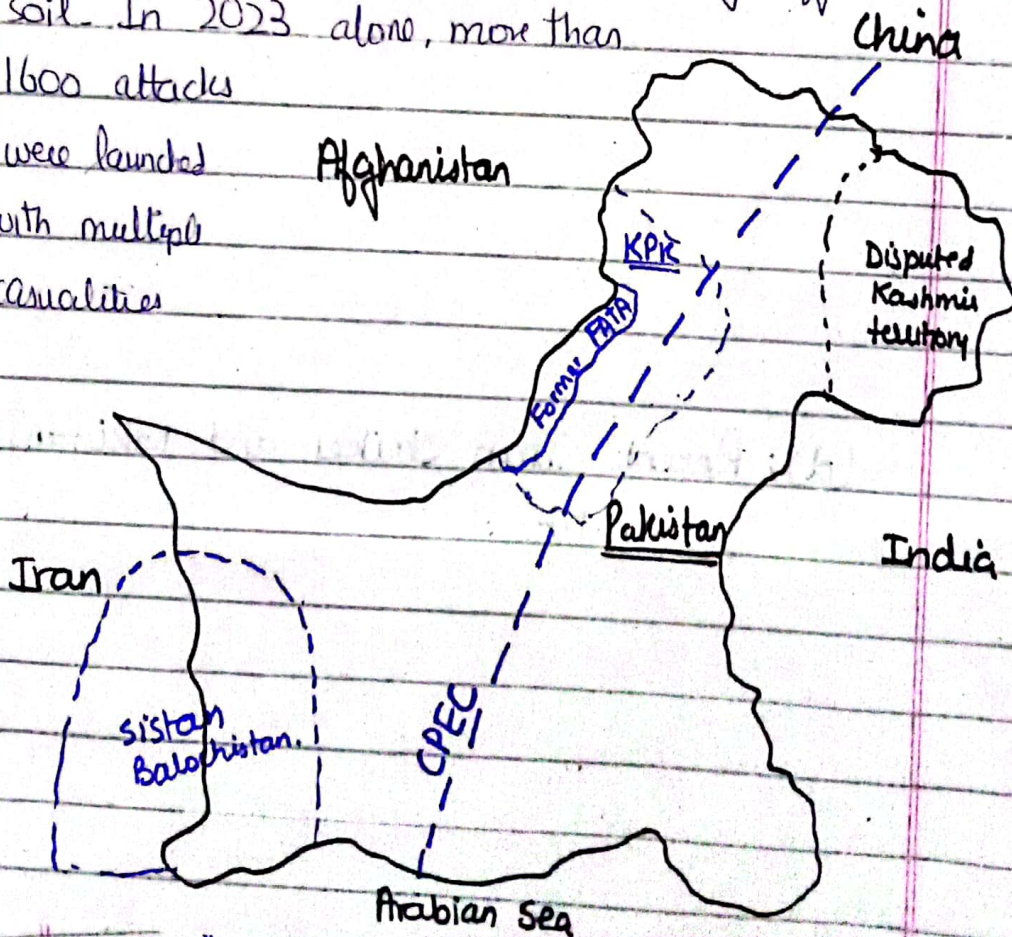 soil. In 2023 alone, more than
1600 attacks
were launched
with multiple
casualities
China
Afghanistan
KPK
Former FATA
Disputed
Kashmir
territory
Pakistan
India
Iran
Sistan
Balochistan.
CPEC
Arabian Sea